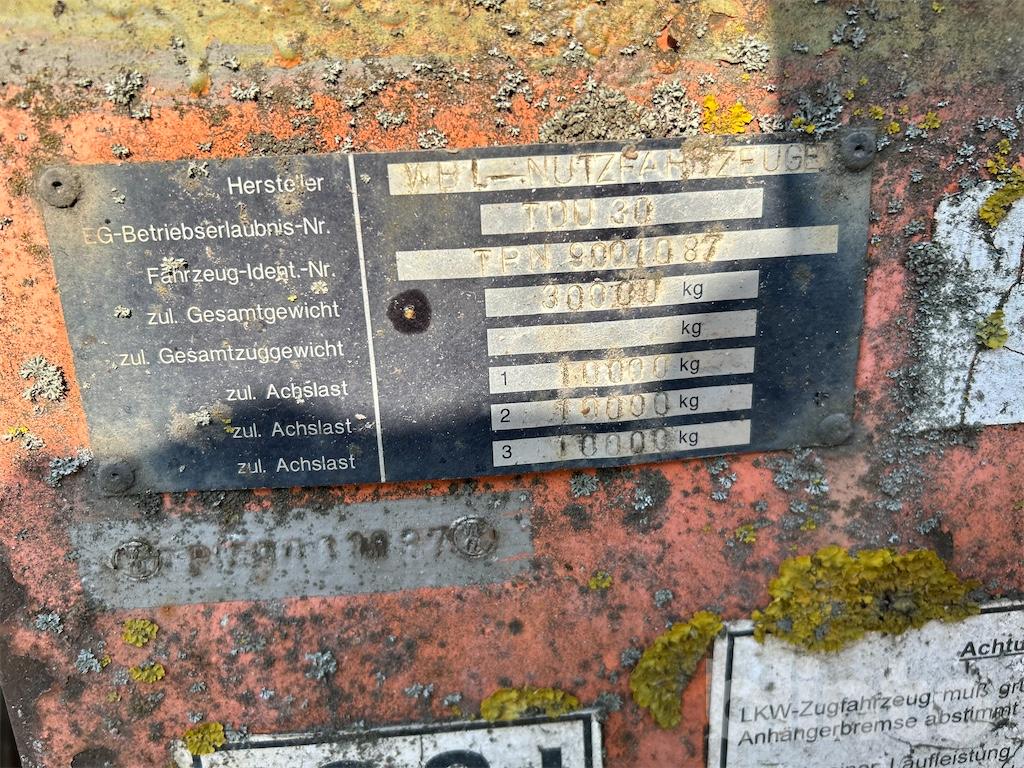 Hersteller WBL-NUTZFAHRZEUGE
EG-Betriebserlaubnis-Nr. TDU 30
Fahrzeug-Ident.-Nr. TPN 9001087
zul. Gesamtgewicht 30000 kg
zul. Gesamtzuggewicht kg
zul. Achslast 1 10000 kg
zul. Achslast 2 10000 kg
zul. Achslast 3 10000 kg
Achtu
LKW-Zugfahrzeug muß
Anhängerbremse abstimmt
Laufleistung